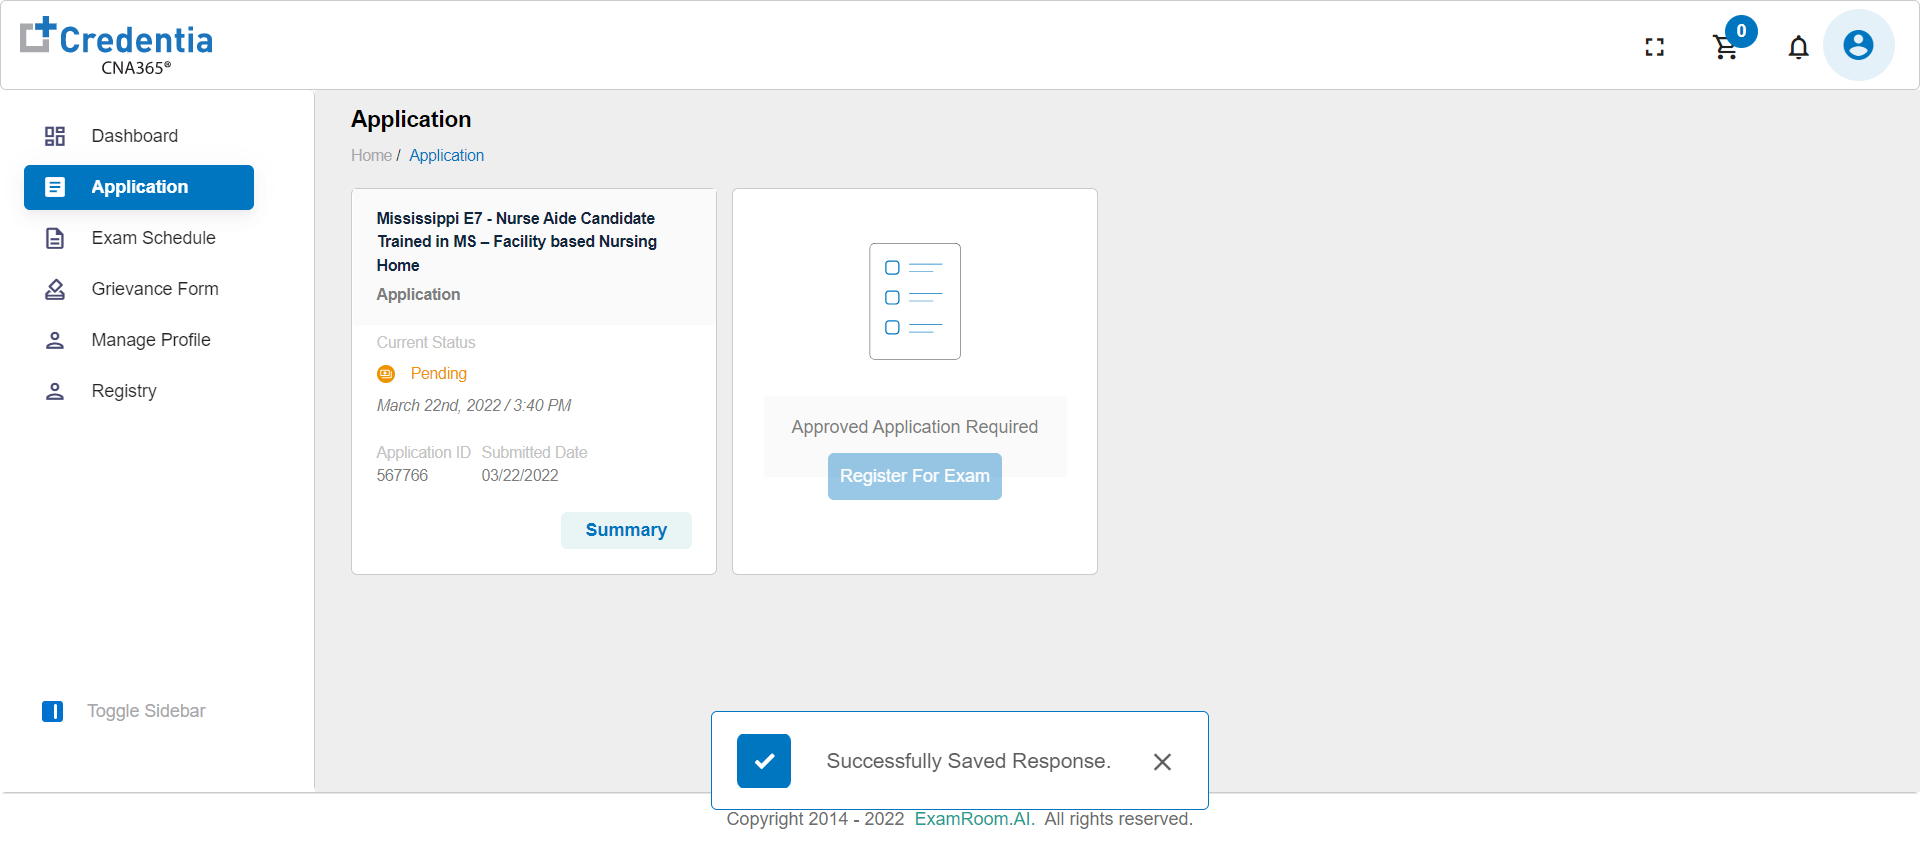 Credentia
CNA365®
0
Dashboard
Application
Exam Schedule
Grievance Form
Manage Profile
Registry
Toggle Sidebar
Application
Home / Application
Mississippi E7 - Nurse Aide Candidate
Trained in MS – Facility based Nursing
Home
Application
Current Status
Pending
March 22nd, 2022 / 3:40 PM
Application ID Submitted Date
567766 03/22/2022
Summary
Approved Application Required
Register For Exam
Successfully Saved Response.
Copyright 2014 - 2022 ExamRoom.AI. All rights reserved.